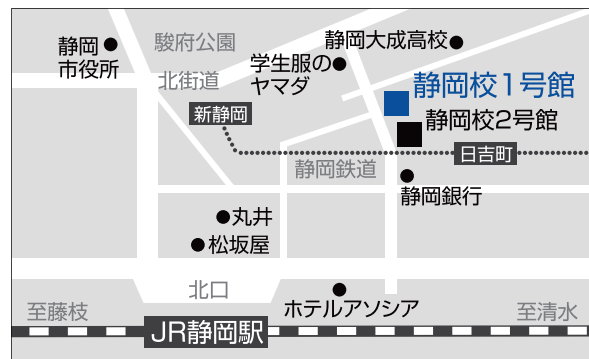 静岡
市役所
駿府公園
静岡大成高校
学生服の
ヤマダ
北街道
静岡校1号館
新静岡
静岡校2号館
日吉町
静岡鉄道
静岡銀行
丸井
松坂屋
北口
ホテルアソシア
至藤枝
至清水
JR静岡駅